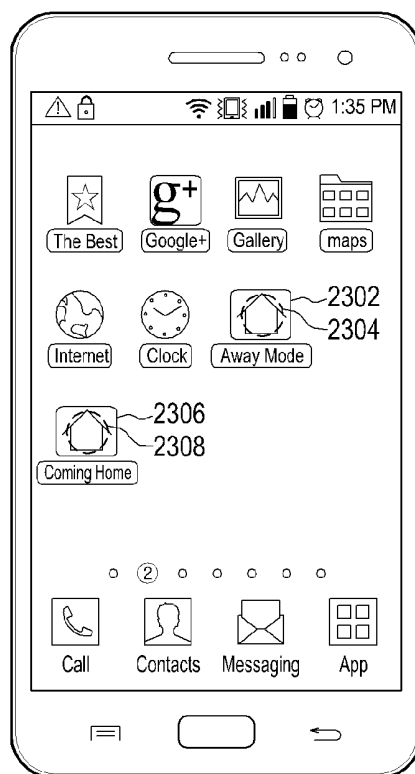 1:35 PM
g+
The Best Google+ Gallery maps
2302
2304
Internet Clock Away Mode
2306
2308
Coming Home
2
Call Contacts Messaging App